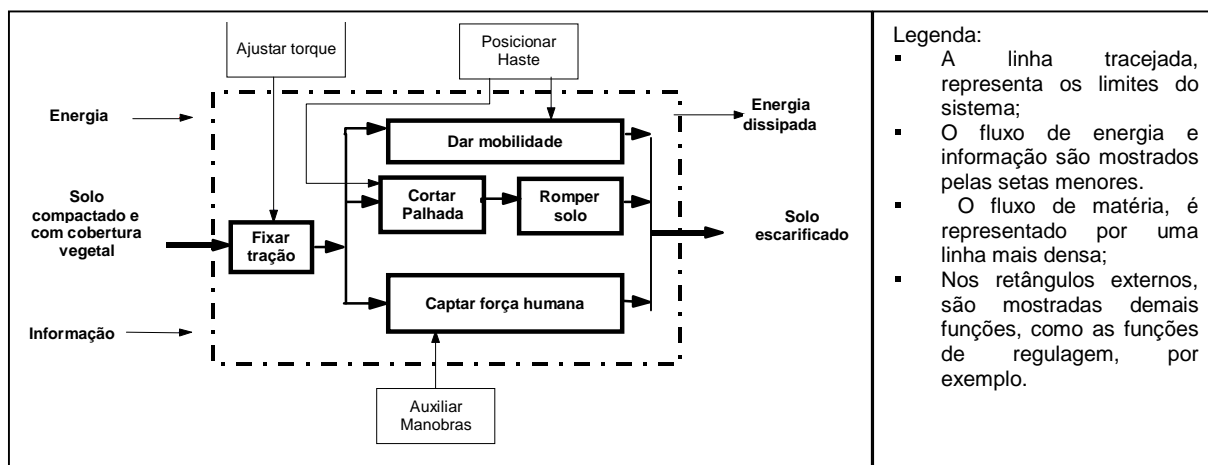 Ajustar torque
Posicionar
Haste
Energia
Energia
dissipada
Dar mobilidade
Solo
compactado e
com cobertura
vegetal
Fixar
tração
Cortar
Palhada
Romper
solo
Solo
escarificado
Captar força humana
Informação
Auxiliar
Manobras
Legenda:
▪ A linha tracejada,
representa os limites do
sistema;
▪ O fluxo de energia e
informação são mostrados
pelas setas menores.
▪ O fluxo de matéria, é
representado por uma
linha mais densa;
▪ Nos retângulos externos,
são mostradas demais
funções, como as funções
de regulagem, por
exemplo.